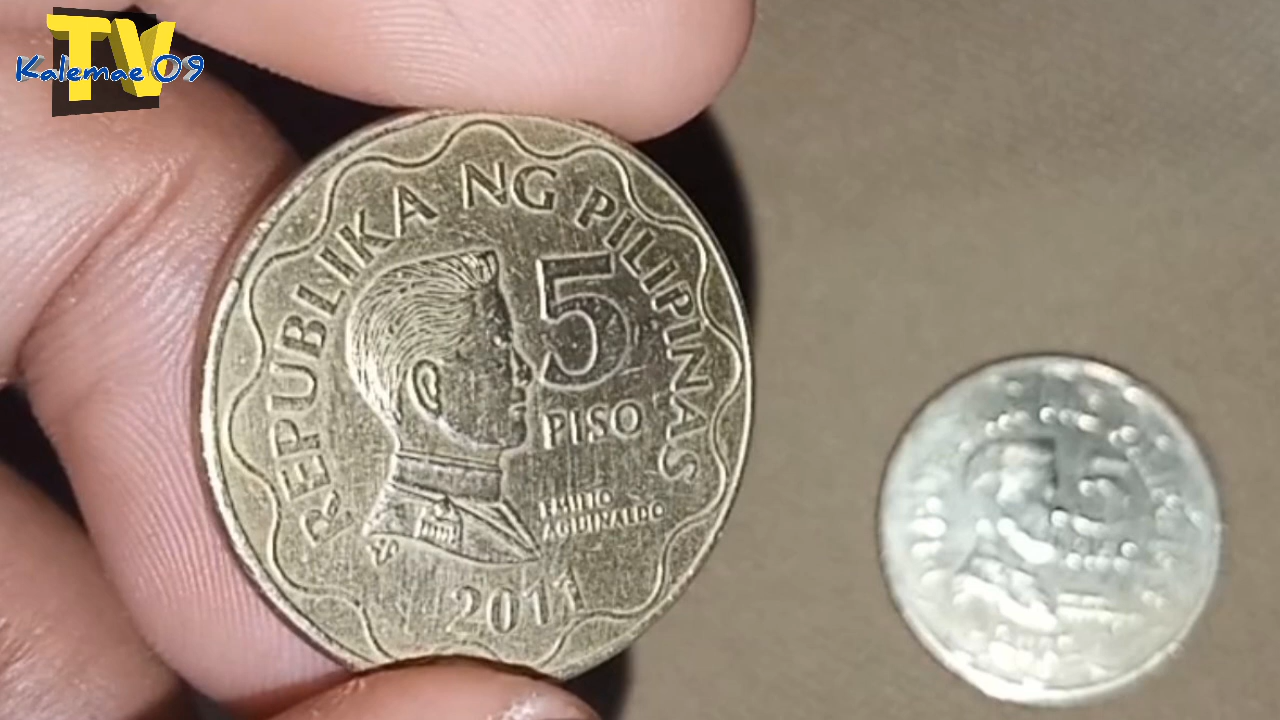 TV
Kalemae 09
REPUBLIKA NG PILIPINAS
5
PISO
EMILIO
AGUINALDO
2011